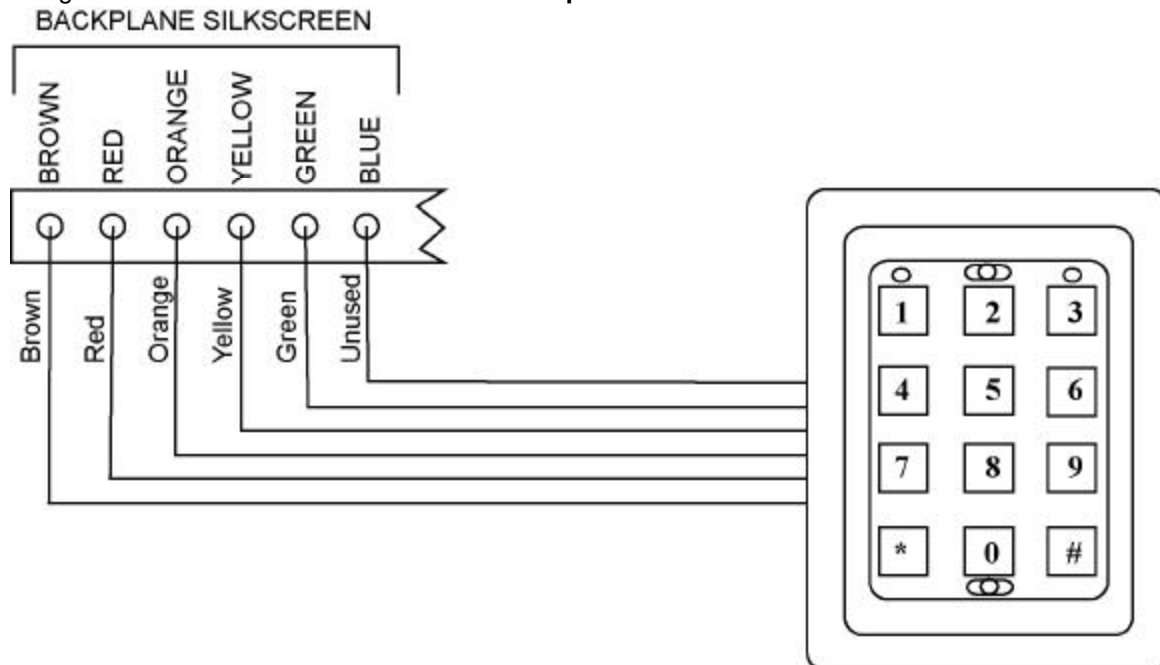 BACKPLANE SILKSCREEN
BROWN
RED
ORANGE
YELLOW
GREEN
BLUE
Brown
Red
Orange
Yellow
Green
Unused
1 2 3
4 5 6
7 8 9
* 0 #